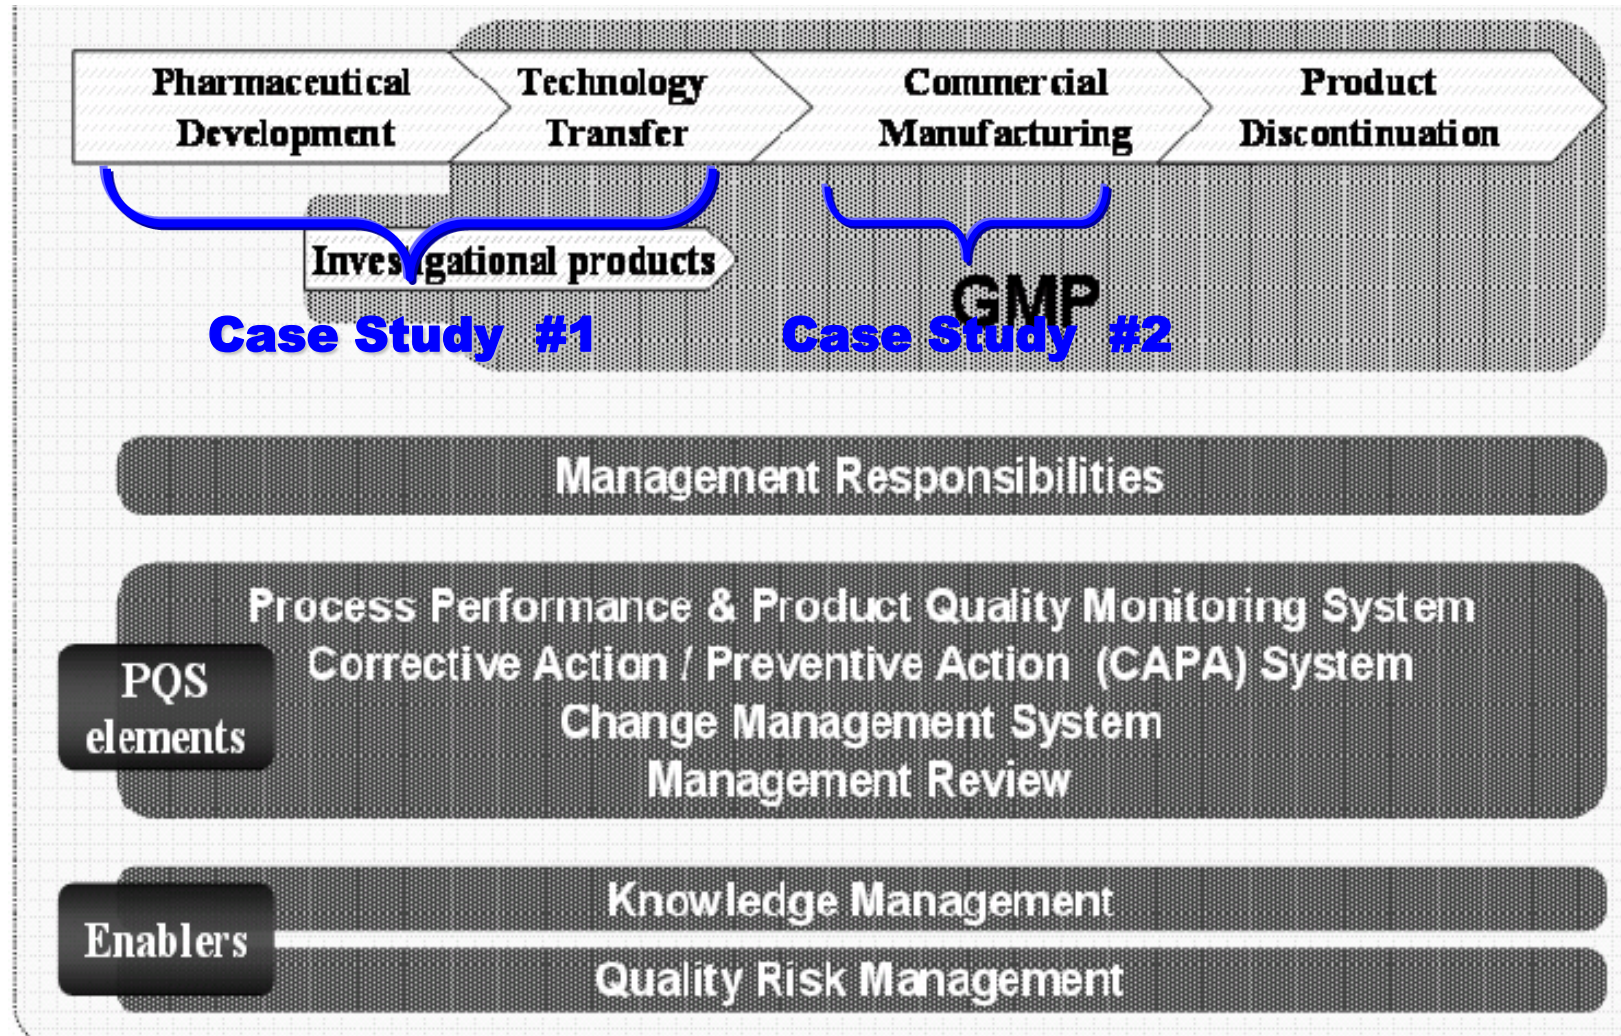 Pharmaceutical
Development
Technology
Transfer
Commercial
Manufacturing
Product
Discontinuation
Investigational products
GMP
Case Study #1
Case Study #2
Management Responsibilities
PQS
elements
Process Performance & Product Quality Monitoring System
Corrective Action / Preventive Action (CAPA) System
Change Management System
Management Review
Enablers
Knowledge Management
Quality Risk Management